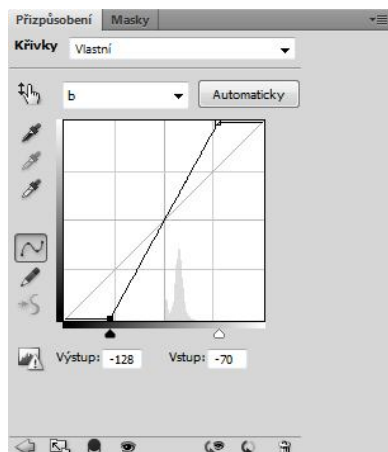 Přizpůsobení Masky
Křivky Vlastní
b Automaticky
Výstup: -128 Vstup: -70